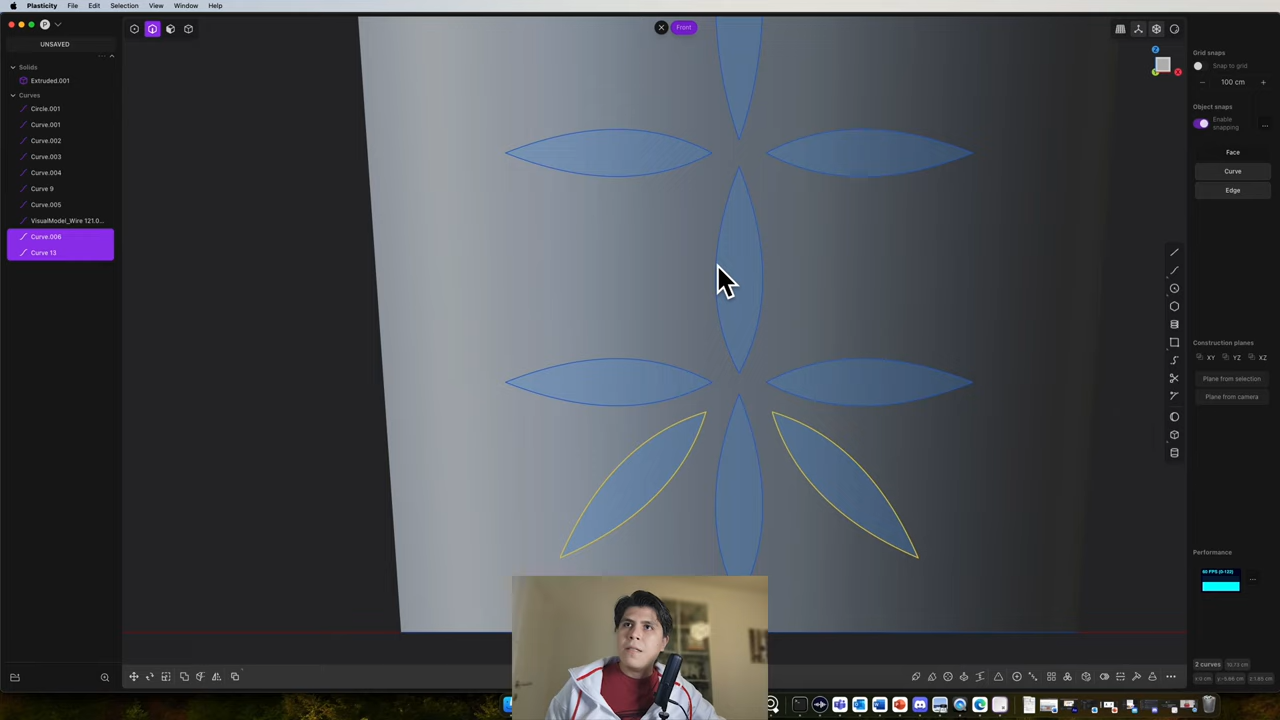 Plasticity File Edit Selection View Window Help
UNSAVED
Front
Solids
Extruded.001
Curves
Circle.001
Curve.001
Curve.002
Curve.003
Curve.004
Curve 9
Curve.005
VisualModel_Wire 121.0...
Curve.006
Curve 13
Z
X
Grid snaps
Snap to grid
100 cm
Object snaps
Enable
snapping
...
Face
Curve
Edge
Construction planes
XY YZ XZ
Plane from selection
Plane from camera
Performance
2 curves